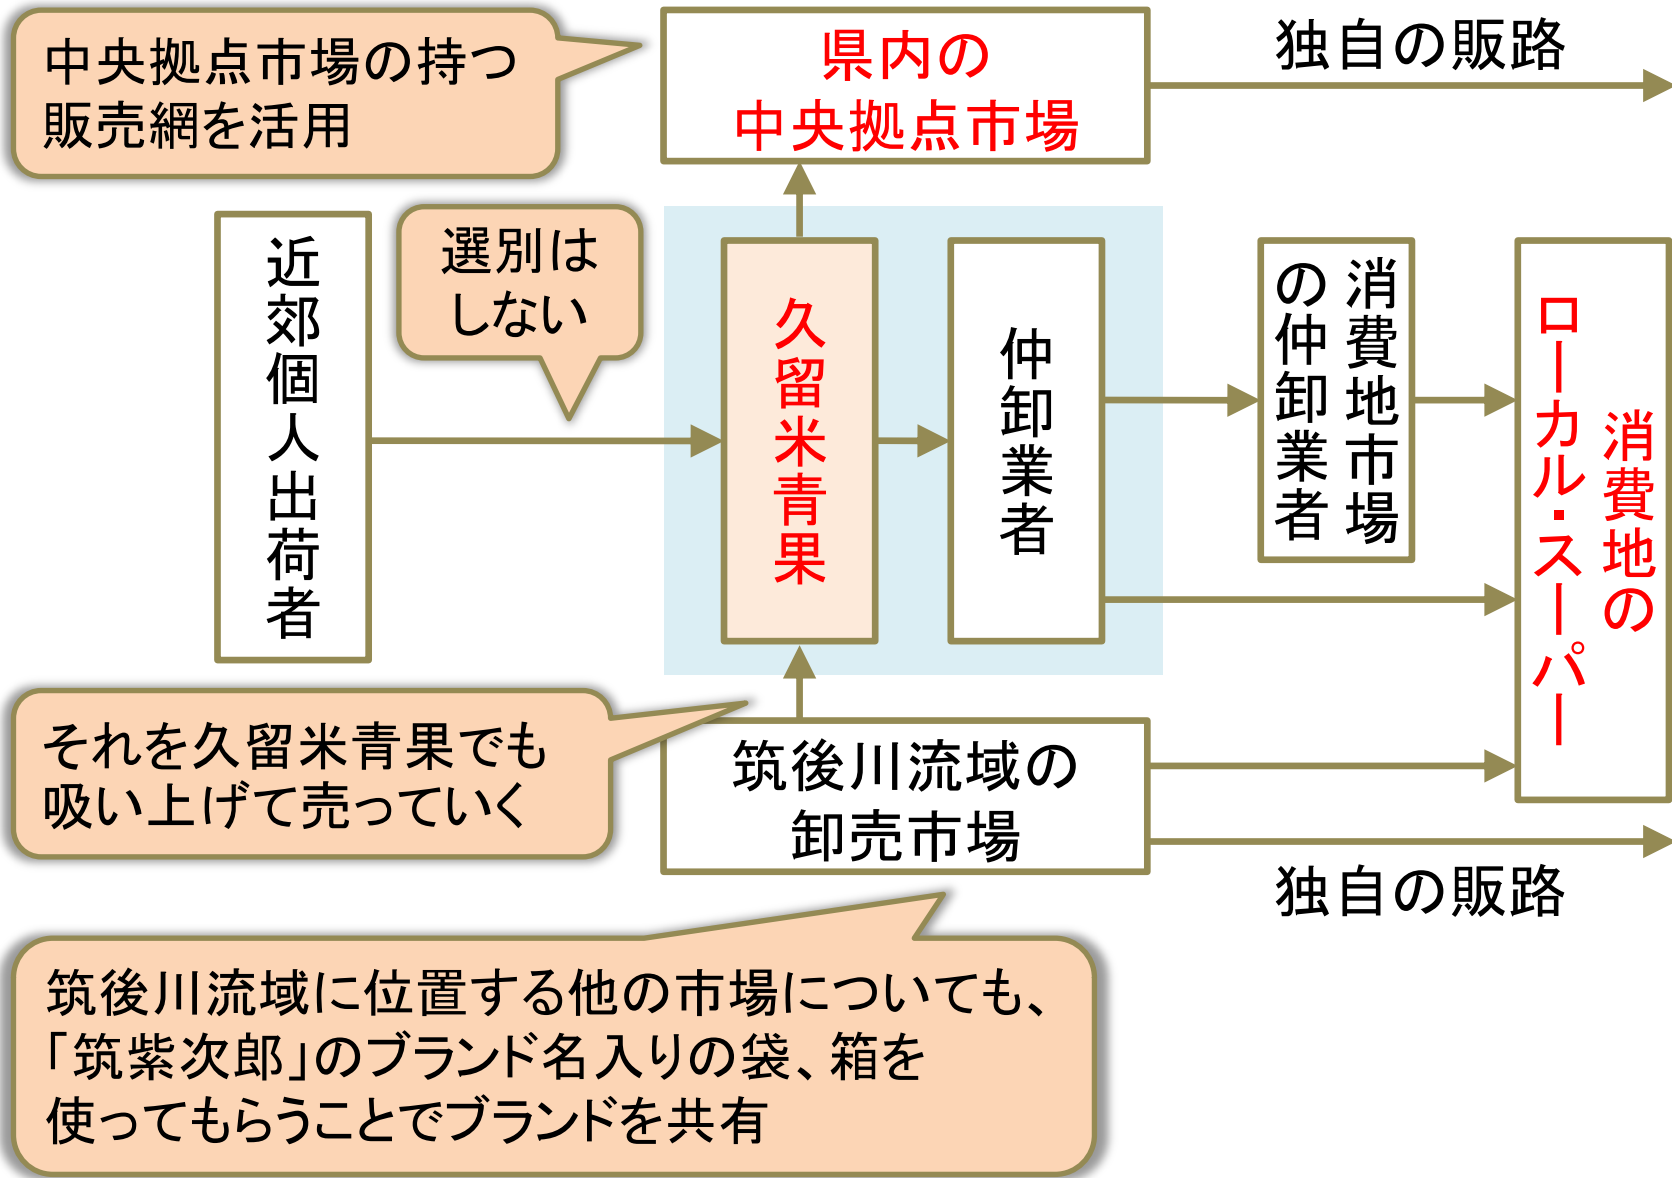 中央拠点市場の持つ
販売網を活用
県内の
中央拠点市場
独自の販路
近郊個人出荷者
選別は
しない
久留米青果
仲卸業者
消費地市場
の仲卸業者
消費地の
ローカル・スーパー
それを久留米青果でも
吸い上げて売っていく
筑後川流域の
卸売市場
独自の販路
筑後川流域に位置する他の市場についても、
「筑紫次郎」のブランド名入りの袋、箱を
使ってもらうことでブランドを共有